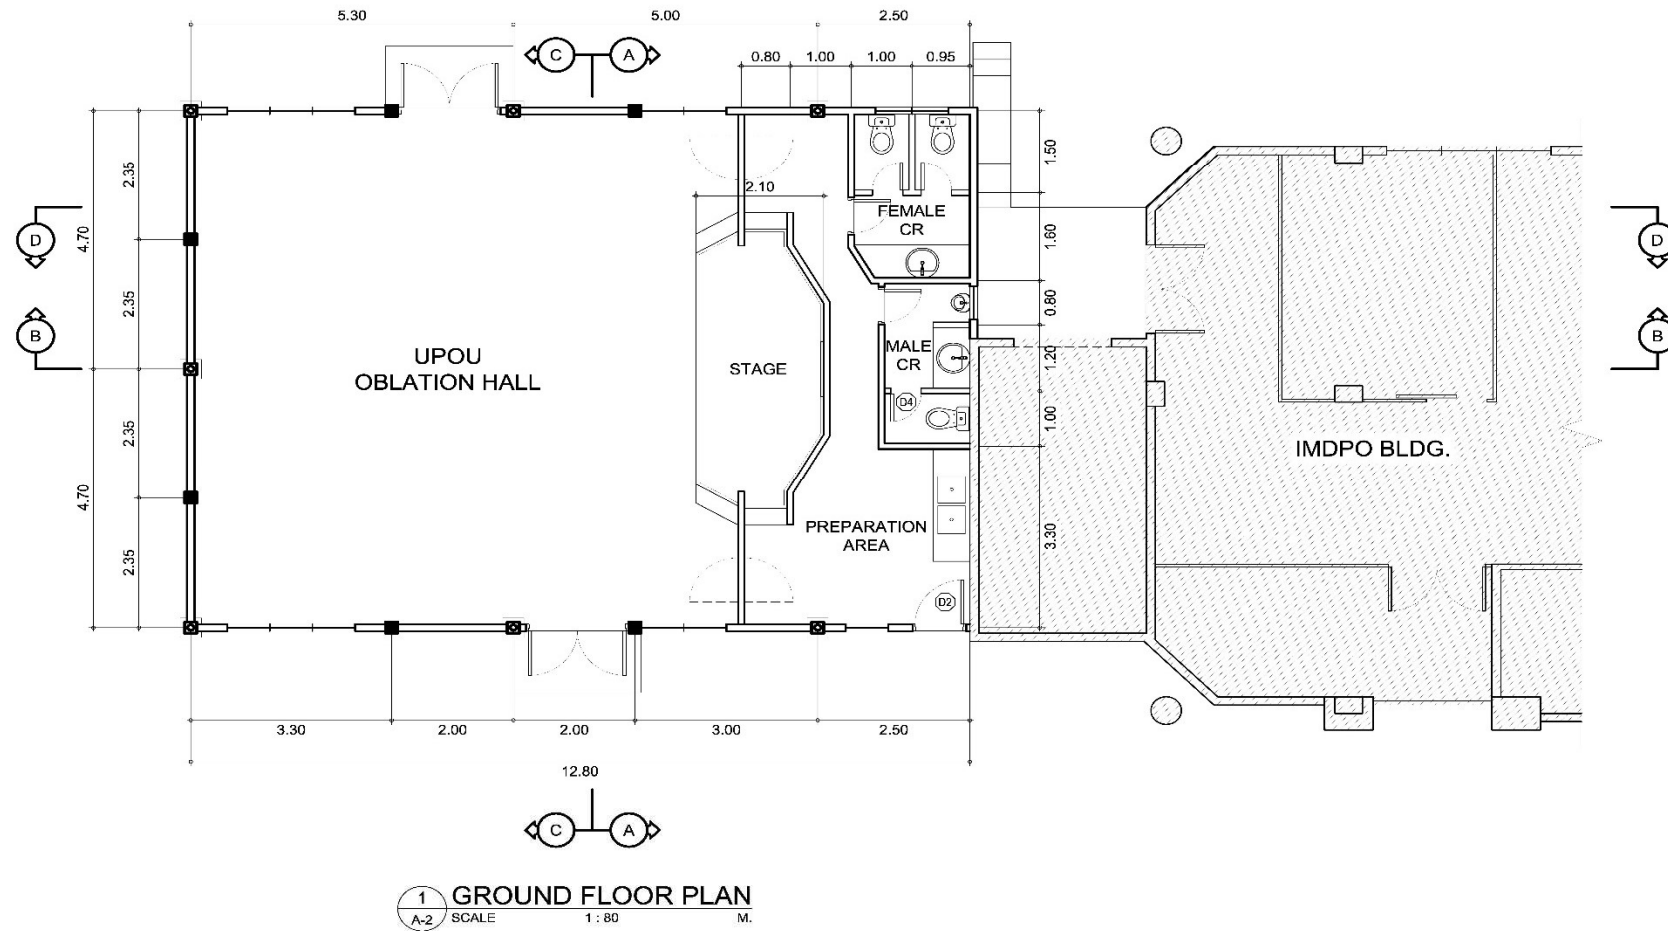 5.30
5.00
2.50
C
A
0.80
1.00
1.00
0.95
2.35
1.50
2.10
FEMALE
CR
D
4.70
1.60
D
2.35
0.80
B
UPOU
OBLATION HALL
STAGE
MALE
CR
1.20
B
D4
2.35
1.00
IMDPO BLDG.
4.70
PREPARATION
AREA
2.35
3.30
D2
3.30
2.00
2.00
3.00
2.50
12.80
C
A
1
GROUND FLOOR PLAN
A-2
SCALE
1 : 80
M.